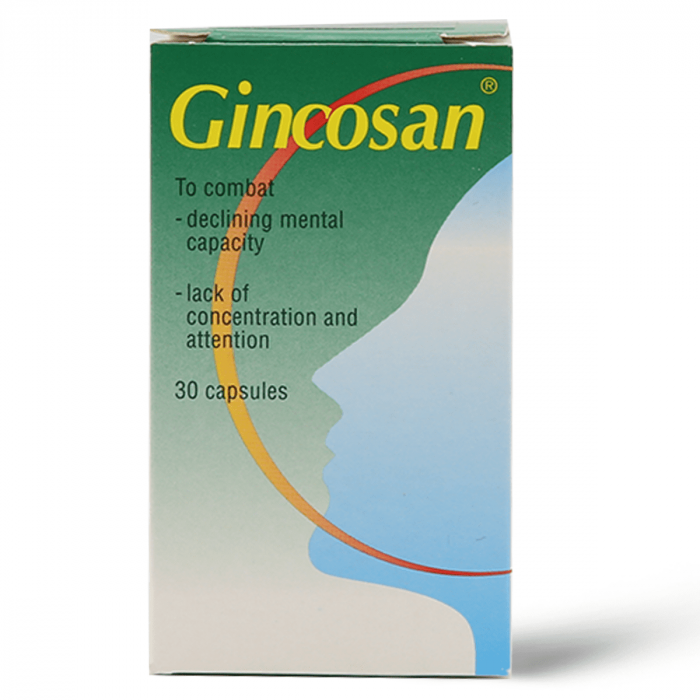 Gincosan®
To combat
- declining mental
capacity
- lack of
concentration and
attention
30 capsules